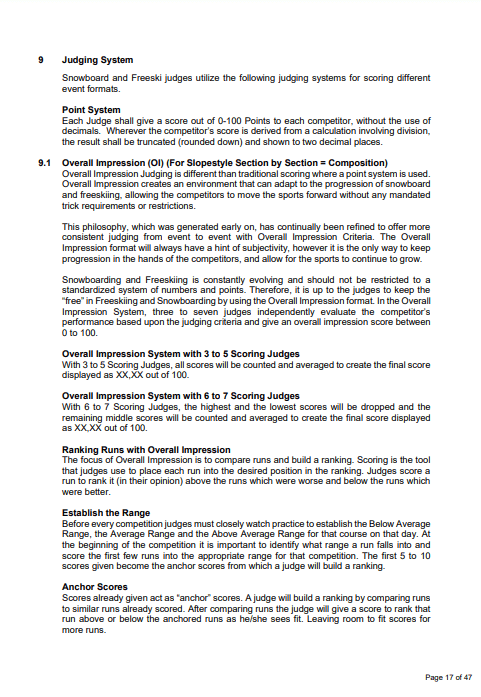 9 Judging System
Snowboard and Freeski judges utilize the following judging systems for scoring different
event formats.
Point System
Each Judge shall give a score out of 0-100 Points to each competitor, without the use of
decimals. Wherever the competitor's score is derived from a calculation involving division,
the result shall be truncated (rounded down) and shown to two decimal places.
9.1 Overall Impression (OI) (For Slopestyle Section by Section = Composition)
Overall Impression Judging is different than traditional scoring where a point system is used.
Overall Impression creates an environment that can adapt to the progression of snowboard
and freeskiing, allowing the competitors to move the sports forward without any mandated
trick requirements or restrictions.
This philosophy, which was generated early on, has continually been refined to offer more
consistent judging from event to event with Overall Impression Criteria. The Overall
Impression format will always have a hint of subjectivity, however it is the only way to keep
progression in the hands of the competitors, and allow for the sports to continue to grow.
Snowboarding and Freeskiing is constantly evolving and should not be restricted to a
standardized system of numbers and points. Therefore, it is up to the judges to keep the
"free" in Freeskiing and Snowboarding by using the Overall Impression format. In the Overall
Impression System, three to seven judges independently evaluate the competitor's
performance based upon the judging criteria and give an overall impression score between
0 to 100.
Overall Impression System with 3 to 5 Scoring Judges
With 3 to 5 Scoring Judges, all scores will be counted and averaged to create the final score
displayed as XX,XX out of 100.
Overall Impression System with 6 to 7 Scoring Judges
With 6 to 7 Scoring Judges, the highest and the lowest scores will be dropped and the
remaining middle scores will be counted and averaged to create the final score displayed
as XX,XX out of 100.
Ranking Runs with Overall Impression
The focus of Overall Impression is to compare runs and build a ranking. Scoring is the tool
that judges use to place each run into the desired position in the ranking. Judges score a
run to rank it (in their opinion) above the runs which were worse and below the runs which
were better.
Establish the Range
Before every competition judges must closely watch practice to establish the Below Average
Range, the Average Range and the Above Average Range for that course on that day. At
the beginning of the competition it is important to identify what range a run falls into and
score the first few runs into the appropriate range for that competition. The first 5 to 10
scores given become the anchor scores from which a judge will build a ranking.
Anchor Scores
Scores already given act as "anchor" scores. A judge will build a ranking by comparing runs
to similar runs already scored. After comparing runs the judge will give a score to rank that
run above or below the anchored runs as he/she sees fit. Leaving room to fit scores for
more runs.
Page 17 of 47